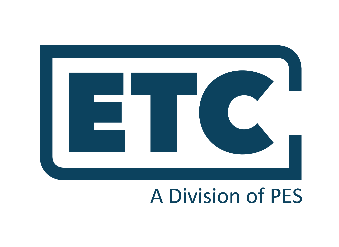 ETC
A Division of PES